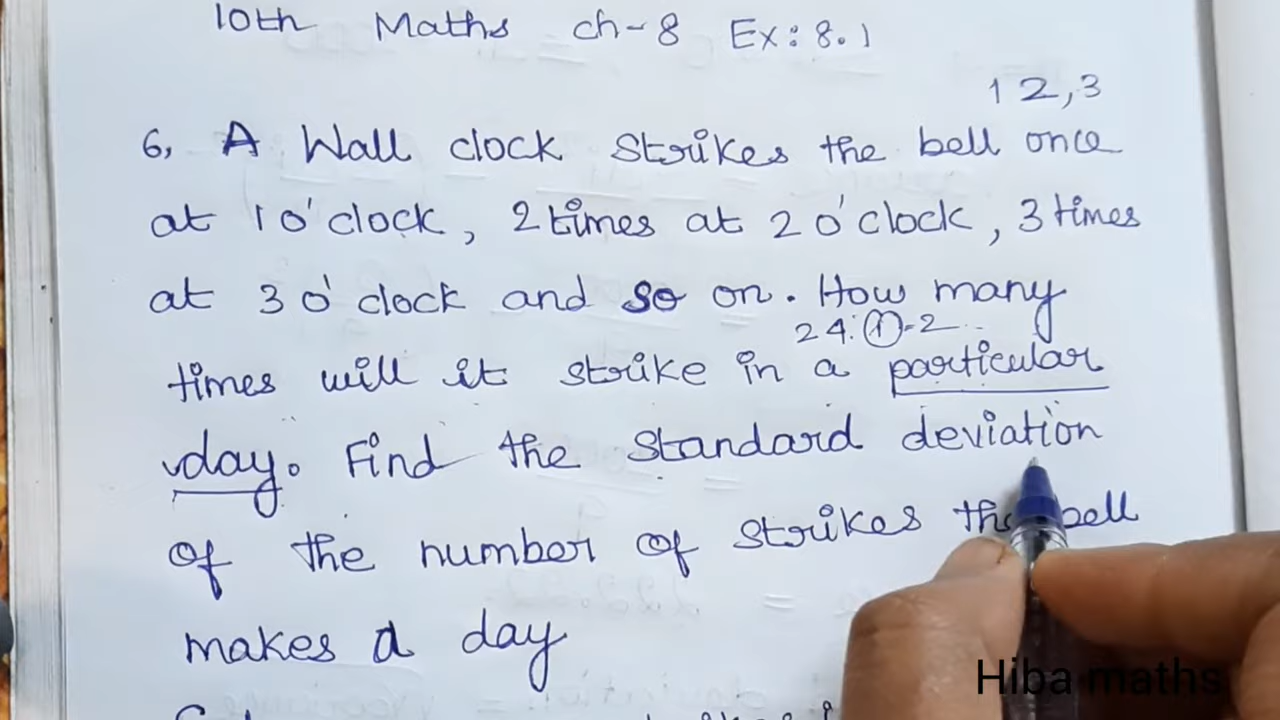 10th Maths ch-8 Ex: 8.1
1 2,3
6, A Wall clock strikes the bell once
at 1 o'clock, 2 times at 2 o'clock, 3 times
at 3 o'clock and so on. How many
24. 1-2
times will it strike in a particular
day. Find the standard deviation
of the number of strikes the bell
makes a day
Hiba maths